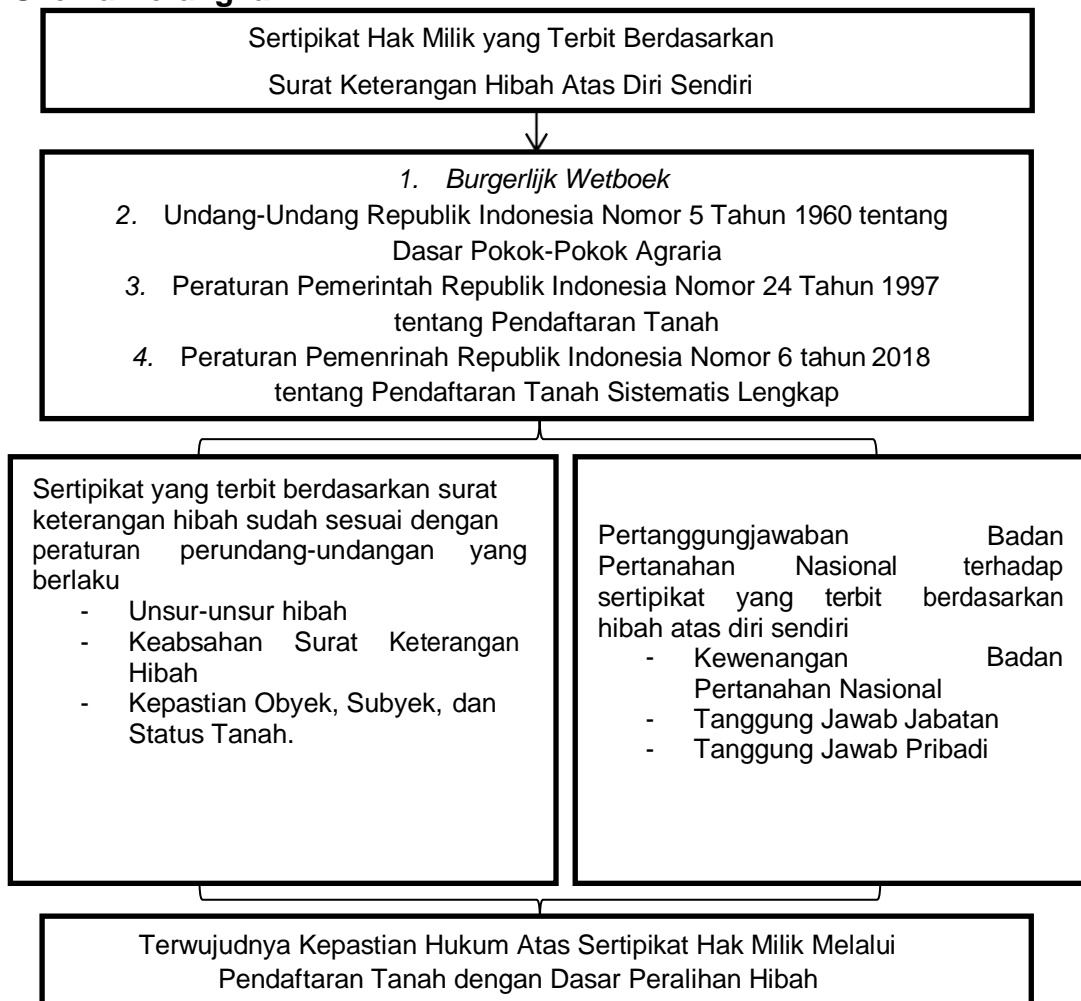 Sertipikat Hak Milik yang Terbit Berdasarkan
Surat Keterangan Hibah Atas Diri Sendiri
1. Burgerlijk Wetboek
2. Undang-Undang Republik Indonesia Nomor 5 Tahun 1960 tentang
Dasar Pokok-Pokok Agraria
3. Peraturan Pemerintah Republik Indonesia Nomor 24 Tahun 1997
tentang Pendaftaran Tanah
4. Peraturan Pemenrinah Republik Indonesia Nomor 6 tahun 2018
tentang Pendaftaran Tanah Sistematis Lengkap
Sertipikat yang terbit berdasarkan surat
keterangan hibah sudah sesuai dengan
peraturan perundang-undangan yang
berlaku
- Unsur-unsur hibah
- Keabsahan Surat Keterangan
Hibah
- Kepastian Obyek, Subyek, dan
Status Tanah.
Pertanggungjawaban Badan
Pertanahan Nasional terhadap
sertipikat yang terbit berdasarkan
hibah atas diri sendiri
- Kewenangan Badan
Pertanahan Nasional
- Tanggung Jawab Jabatan
- Tanggung Jawab Pribadi
Terwujudnya Kepastian Hukum Atas Sertipikat Hak Milik Melalui
Pendaftaran Tanah dengan Dasar Peralihan Hibah